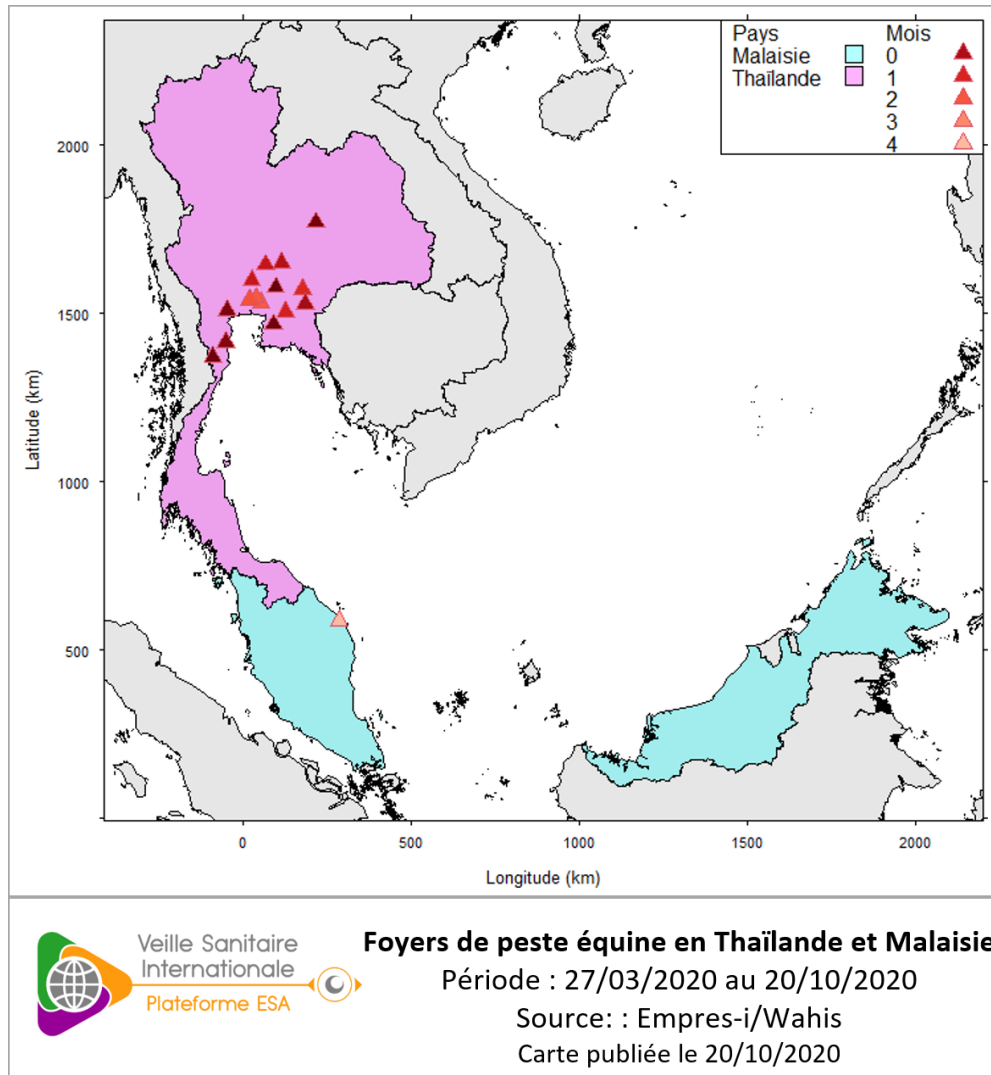 Pays Mois
Malaisie 0
Thaïlande 1
2
3
4
2000
1500
1000
500
Latitude (km)
0 500 1000 1500 2000
Longitude (km)
Veille Sanitaire
Internationale
Plateforme ESA
Foyers de peste équine en Thaïlande et Malaisie
Période : 27/03/2020 au 20/10/2020
Source: : Empres-i/Wahis
Carte publiée le 20/10/2020